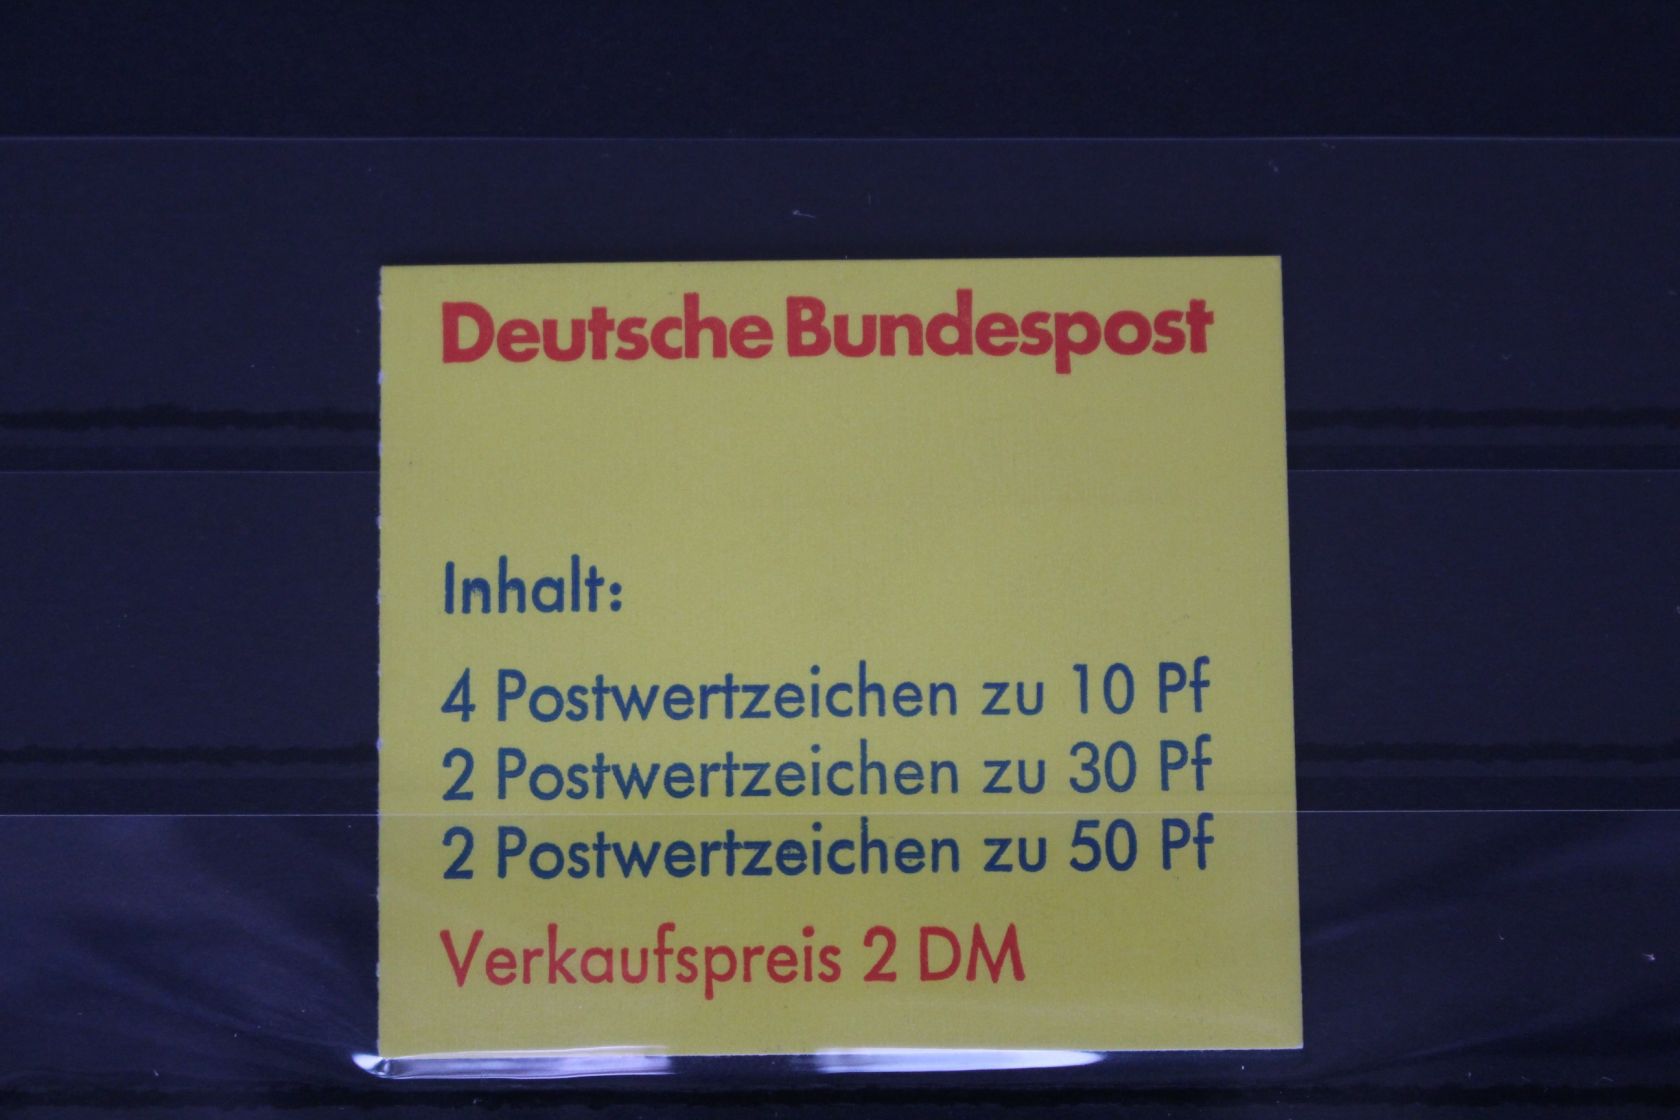 Deutsche Bundespost
Inhalt:
4 Postwertzeichen zu 10 Pf
2 Postwertzeichen zu 30 Pf
2 Postwertzeichen zu 50 Pf
Verkaufspreis 2 DM